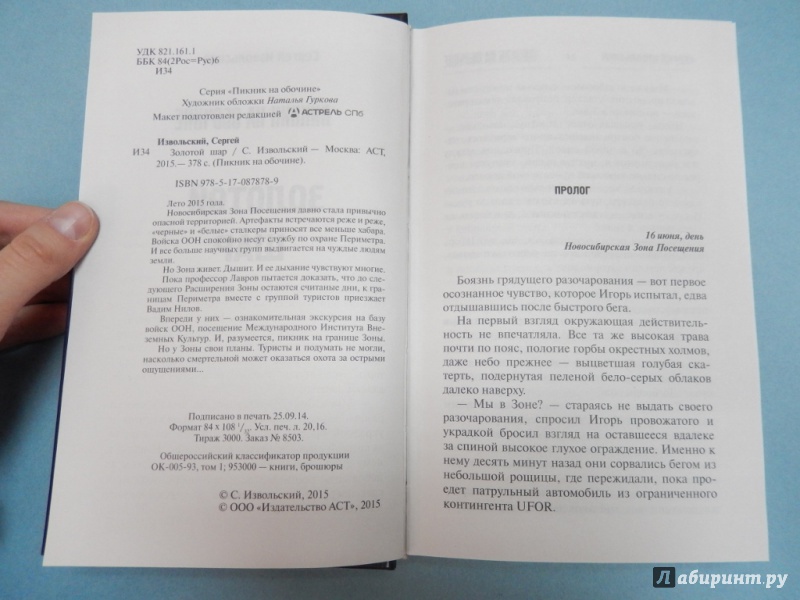 УДК 821.161.1
ББК 84(2Рос=Рус)6
И34
Серия «Пикник на обочине»
Художник обложки Наталья Гуркова
Макет подготовлен редакцией АСТРЕЛЬ СПб
Извольский, Сергей
И34 Золотой шар / С. Извольский — Москва: АСТ,
2015.— 378 с. (Пикник на обочине).
ISBN 978-5-17-087878-9
Лето 2015 года.
Новосибирская Зона Посещения давно стала привычно
опасной территорией. Артефакты встречаются реже и реже,
«черные» и «белые» сталкеры приносят все меньше хабара.
Войска ООН спокойно несут службу по охране Периметра.
И все больше научных групп выдвигается на чуждые людям
земли.
Но Зона живет. Дышит. И ее дыхание чувствуют многие.
Пока профессор Лавров пытается доказать, что до сле-
дующего Расширения Зоны остаются считаные дни, к гра-
ницам Периметра вместе с группой туристов приезжает
Вадим Нилов.
Впереди у них — ознакомительная экскурсия на базу
войск ООН, посещение Международного Института Вне-
земных Культур. И, разумеется, пикник на границе Зоны.
Но у Зоны свои планы. Туристы и подумать не могли,
насколько смертельной может оказаться охота за острыми
ощущениями...
Подписано в печать 25.09.14.
Формат 84 × 108 1/32. Усл. печ. л. 20,16.
Тираж 3000. Заказ № 8503.
Общероссийский классификатор продукции
ОК-005-93, том 1; 953000 — книги, брошюры
© С. Извольский, 2015
© ООО «Издательство АСТ», 2015
ПРОЛОГ
16 июня, день
Новосибирская Зона Посещения
Боязнь грядущего разочарования — вот первое
осознанное чувство, которое Игорь испытал, едва
отдышавшись после быстрого бега.
На первый взгляд окружающая действитель-
ность не впечатляла. Все та же высокая трава
почти по пояс, пологие горбы окрестных холмов,
даже небо прежнее — выцветшая голубая ска-
терть, подернутая пеленой бело-серых облаков
далеко наверху.
— Мы в Зоне? — стараясь не выдать своего
разочарования, спросил Игорь провожатого и
украдкой бросил взгляд на оставшееся вдалеке
за спиной высокое глухое ограждение. Именно к
нему десять минут назад они сорвались бегом из
небольшой рощицы, где пережидали, пока про-
едет патрульный автомобиль из ограниченного
контингента UFOR.
Лабиринт.ру